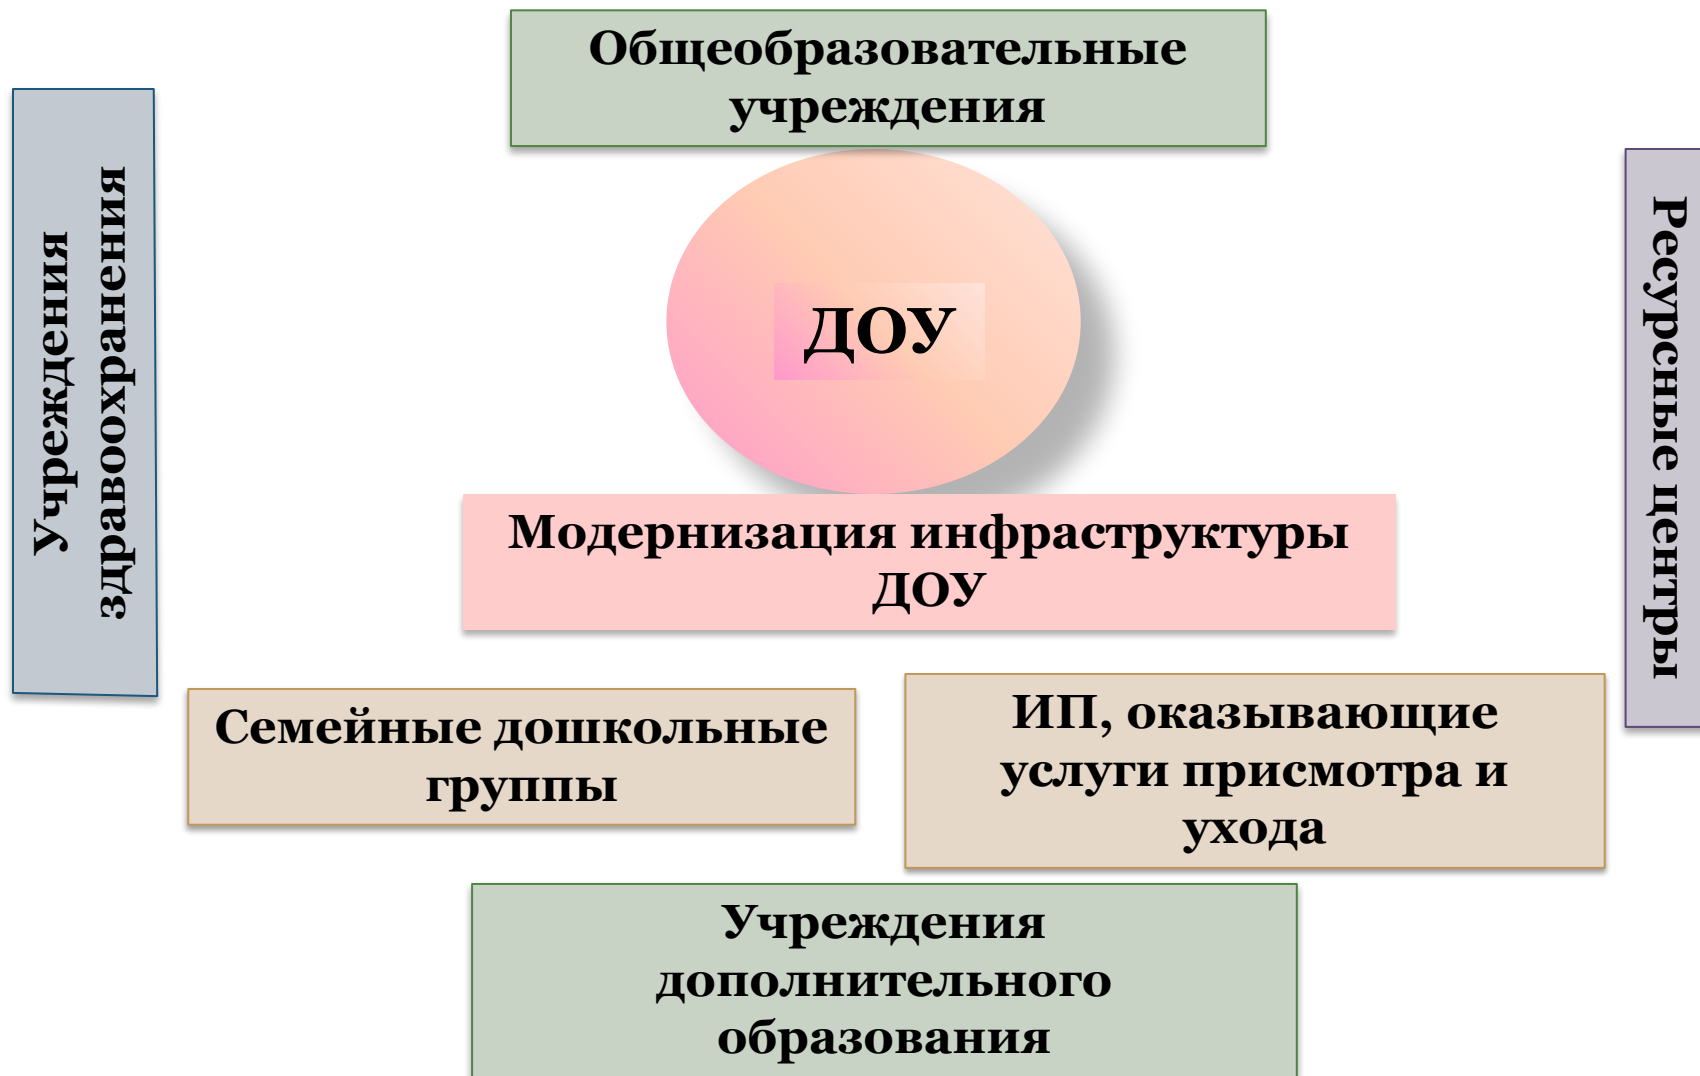 Общеобразовательные
учреждения
Учреждения
здравоохранения
ДОУ
Ресурсные центры
Модернизация инфраструктуры
ДОУ
Семейные дошкольные
группы
ИП, оказывающие
услуги присмотра и
ухода
Учреждения
дополнительного
образования